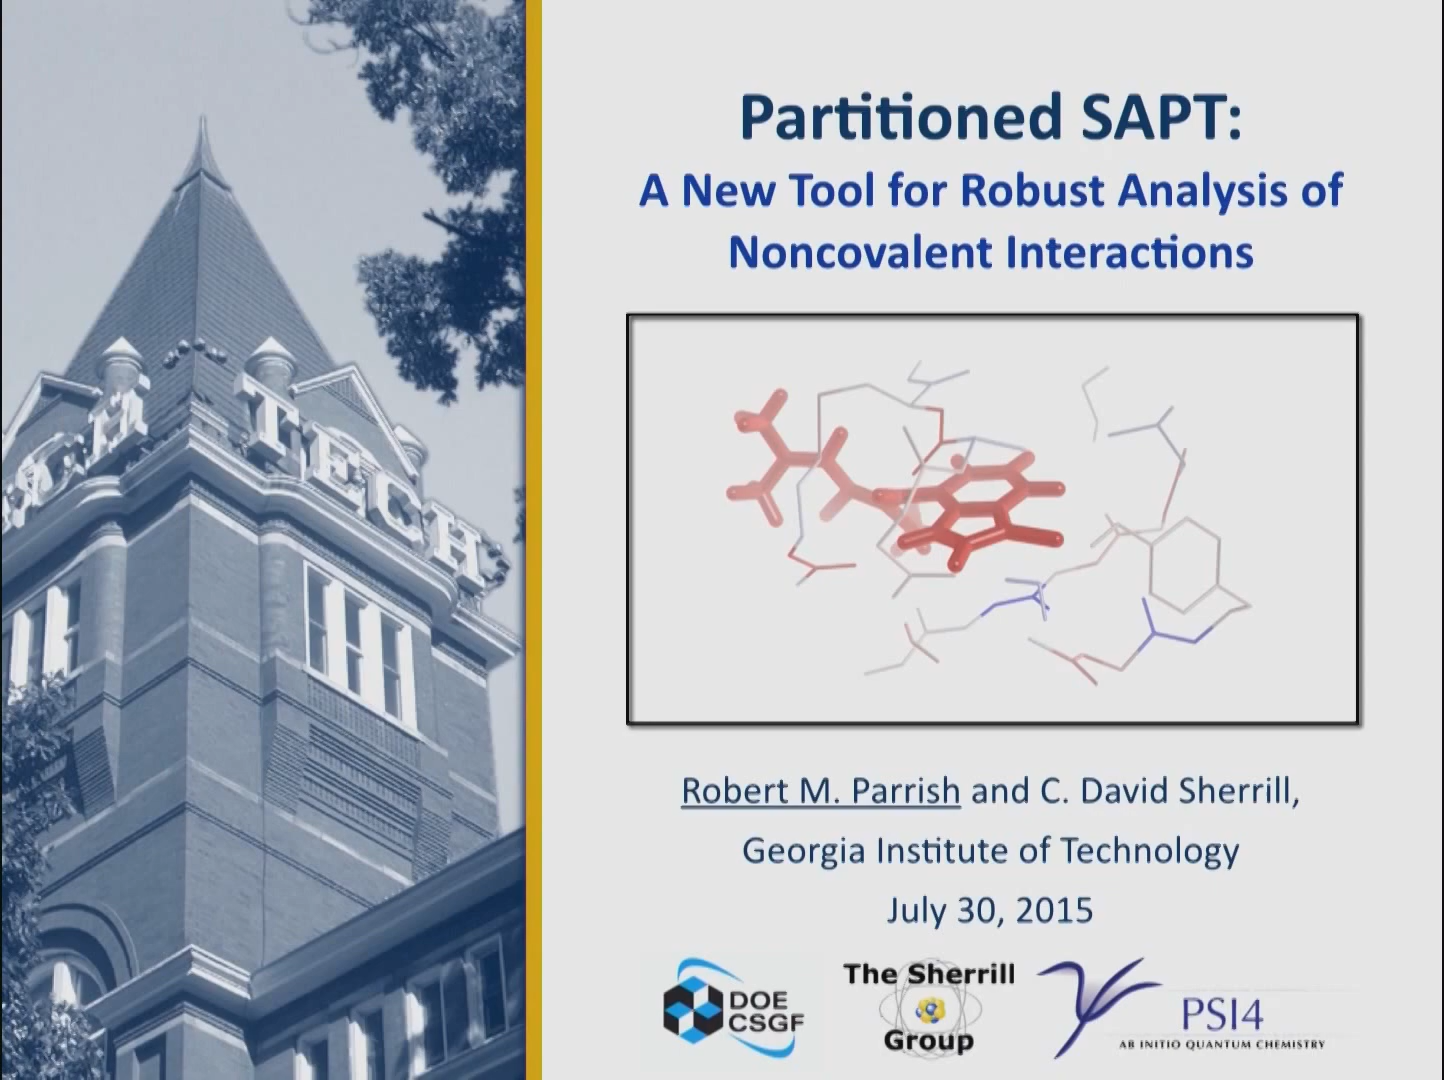 Partitioned SAPT:
A New Tool for Robust Analysis of
Noncovalent Interactions
TECH
Robert M. Parrish and C. David Sherrill,
Georgia Institute of Technology
July 30, 2015
DOE
CSGF
The Sherrill
Group
PSI4
AB INITIO QUANTUM CHEMISTRY